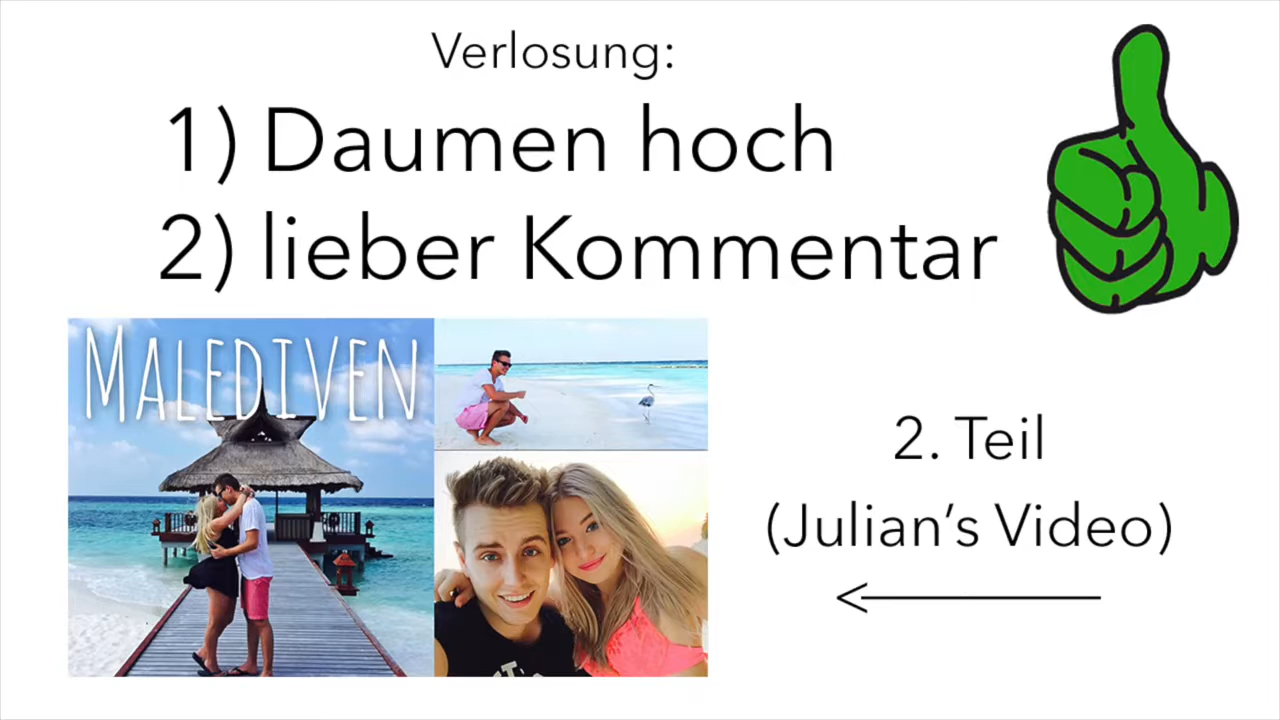 Verlosung:
1) Daumen hoch
2) lieber Kommentar
MALEDIVEN
2. Teil
(Julian’s Video)